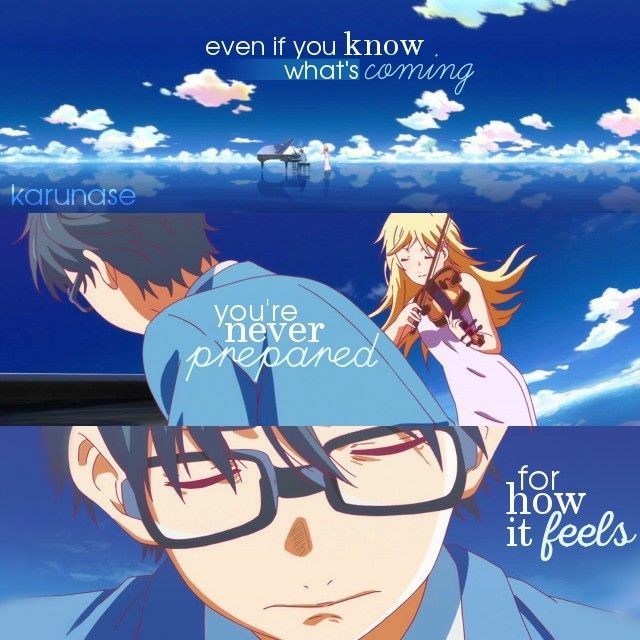 even if you know
what's coming
karunase
you're
never
prepared
for
how
it feels